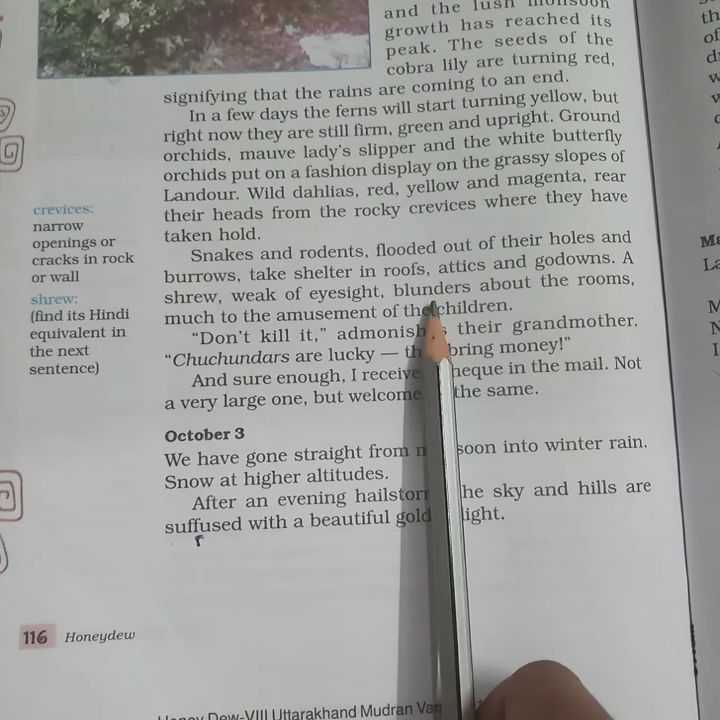 and the lush monsoon
growth has reached its
peak. The seeds of the
cobra lily are turning red,
signifying that the rains are coming to an end.
In a few days the ferns will start turning yellow, but
right now they are still firm, green and upright. Ground
orchids, mauve lady's slipper and the white butterfly
orchids put on a fashion display on the grassy slopes of
Landour. Wild dahlias, red, yellow and magenta, rear
their heads from the rocky crevices where they have
taken hold.
Snakes and rodents, flooded out of their holes and
burrows, take shelter in roofs, attics and godowns. A
shrew, weak of eyesight, blunders about the rooms,
much to the amusement of the children.
"Don't kill it," admonishes their grandmother.
"Chuchundars are lucky — th bring money!"
And sure enough, I receive heque in the mail. Not
a very large one, but welcome the same.
October 3
We have gone straight from m soon into winter rain.
Snow at higher altitudes.
After an evening hailstor he sky and hills are
suffused with a beautiful gold light.
crevices:
narrow
openings or
cracks in rock
or wall
shrew:
(find its Hindi
equivalent in
the next
sentence)
116 Honeydew
Honey Dew-VIII Uttarakhand Mudran Va